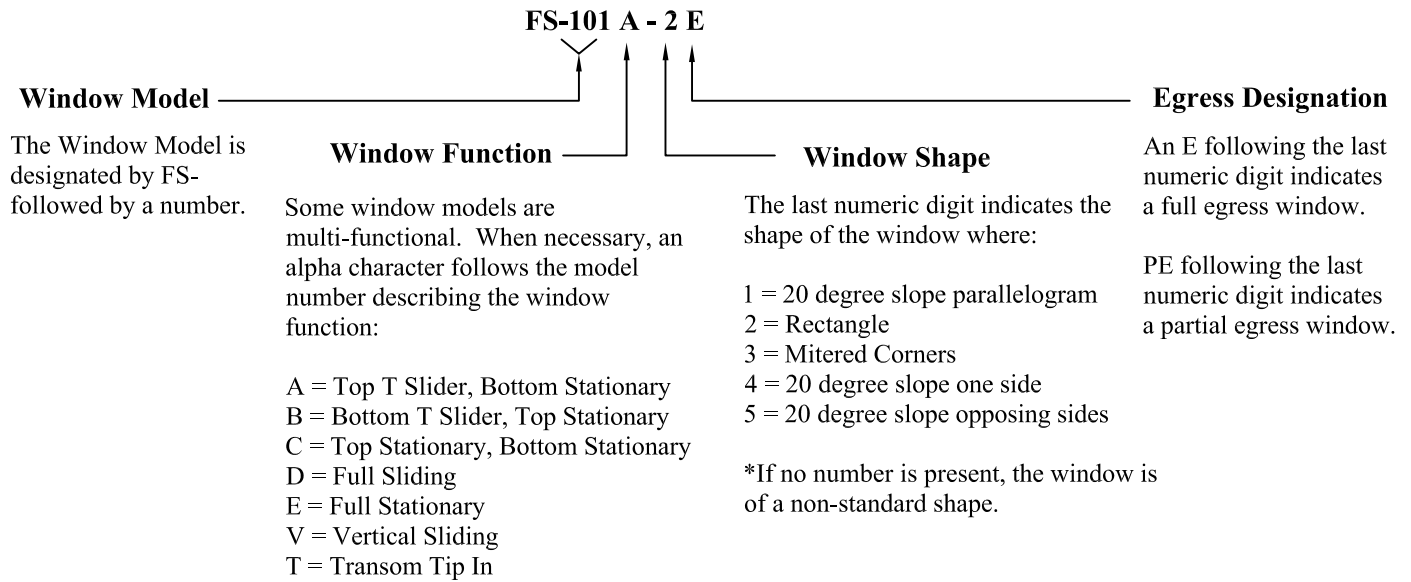 FS-101 A - 2 E
Window Model
The Window Model is
designated by FS-
followed by a number.
Window Function
Some window models are
multi-functional.  When necessary, an
alpha character follows the model
number describing the window
function:
A = Top T Slider, Bottom Stationary
B = Bottom T Slider, Top Stationary
C = Top Stationary, Bottom Stationary
D = Full Sliding
E = Full Stationary
V = Vertical Sliding
T = Transom Tip In
Window Shape
The last numeric digit indicates the
shape of the window where:
1 = 20 degree slope parallelogram
2 = Rectangle
3 = Mitered Corners
4 = 20 degree slope one side
5 = 20 degree slope opposing sides
*If no number is present, the window is
of a non-standard shape.
Egress Designation
An E following the last
numeric digit indicates
a full egress window.
PE following the last
numeric digit indicates
a partial egress window.